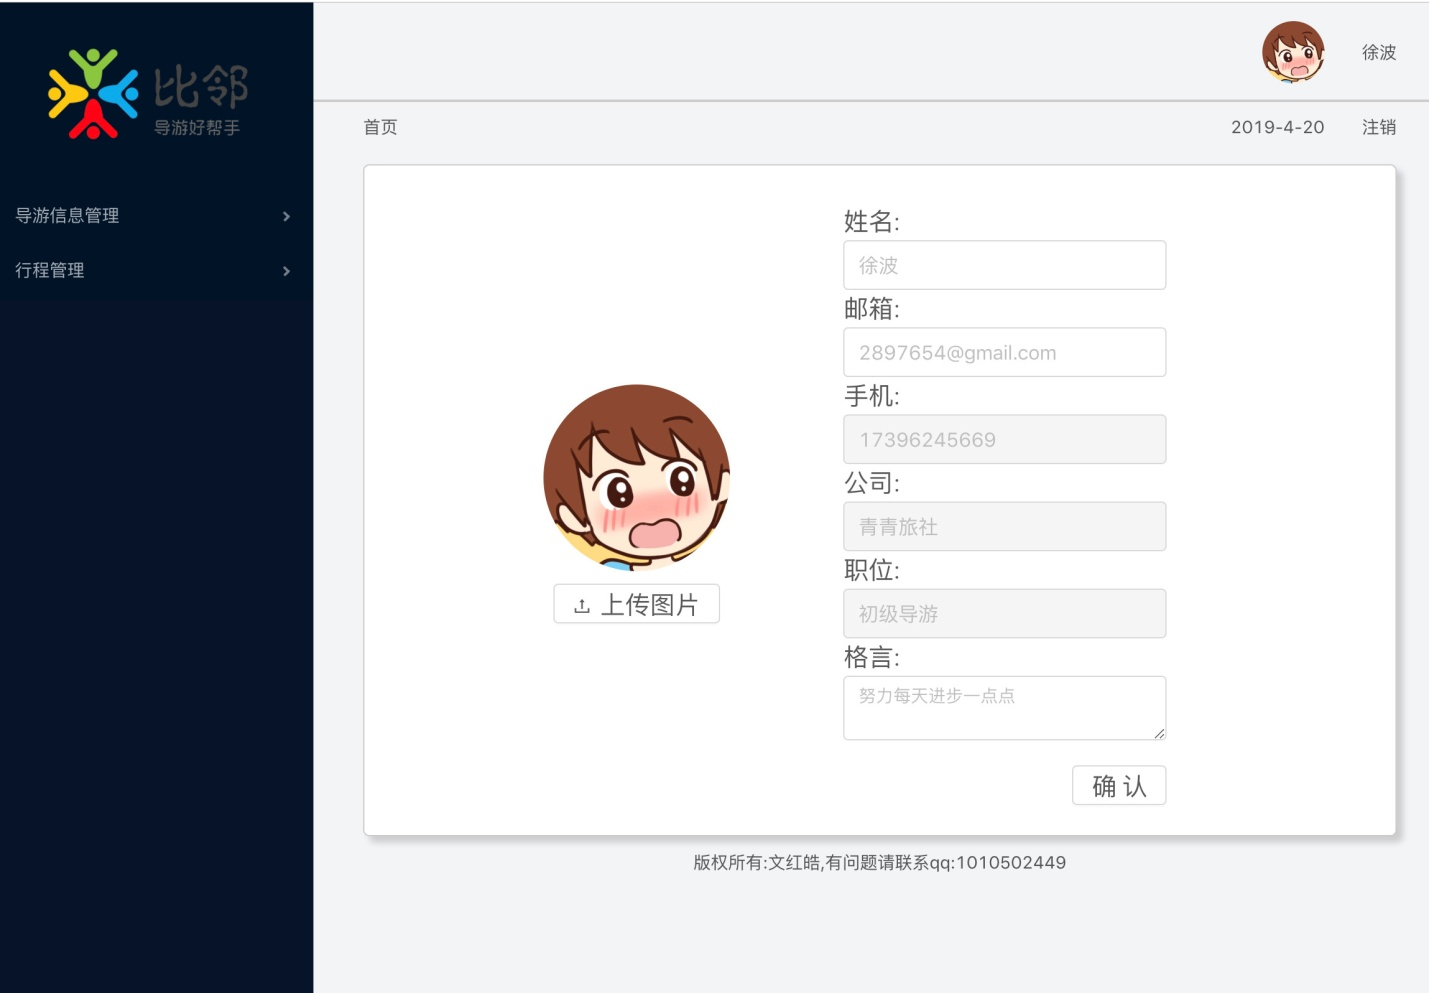 比邻
导游好帮手
徐波
首页
2019-4-20
注销
导游信息管理
行程管理
姓名:
徐波
邮箱:
2897654@gmail.com
手机:
17396245669
公司:
青青旅社
职位:
初级导游
格言:
努力每天进步一点点
上传图片
确 认
版权所有:文红皓,有问题请联系qq:1010502449